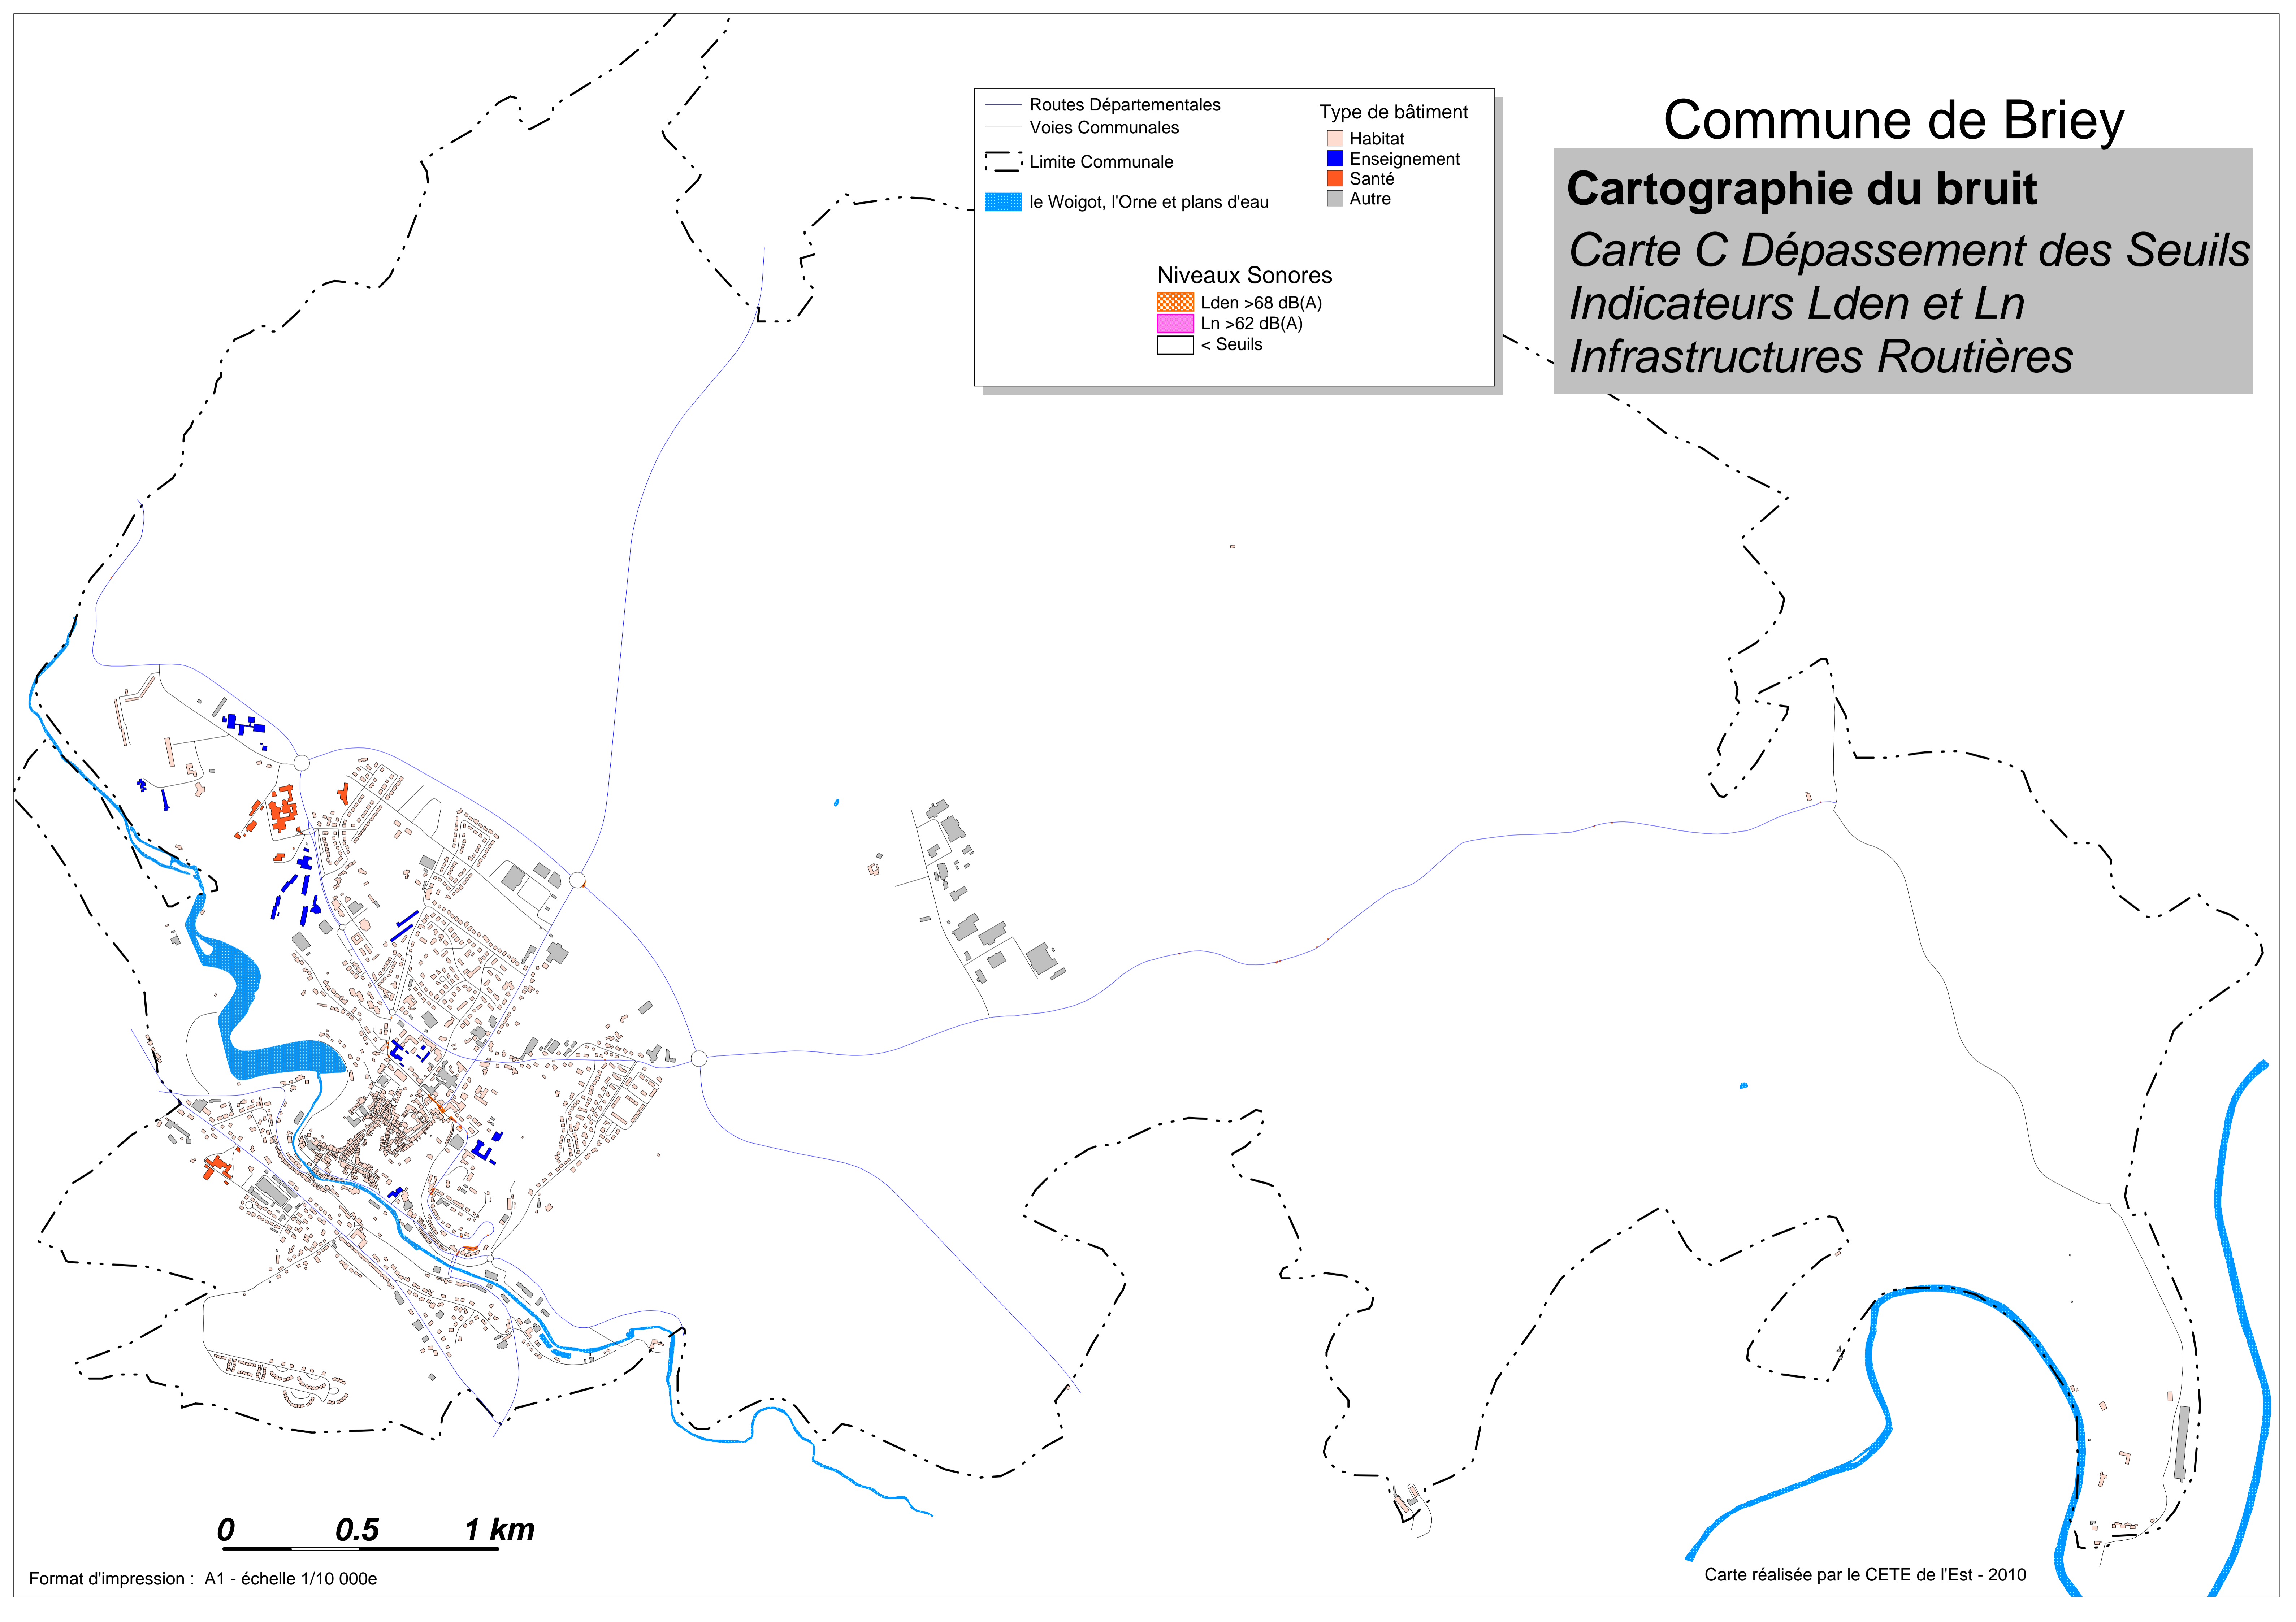 Commune de Briey
Cartographie du bruit
Carte C Dépassement des Seuils
Indicateurs Lden et Ln
Infrastructures Routières
Routes Départementales
Voies Communales
Limite Communale
le Woigot, l'Orne et plans d'eau
Type de bâtiment
Habitat
Enseignement
Santé
Autre
Niveaux Sonores
Lden >68 dB(A)
Ln >62 dB(A)
< Seuils
0 0.5 1 km
Format d'impression : A1 - échelle 1/10 000e
Carte réalisée par le CETE de l'Est - 2010